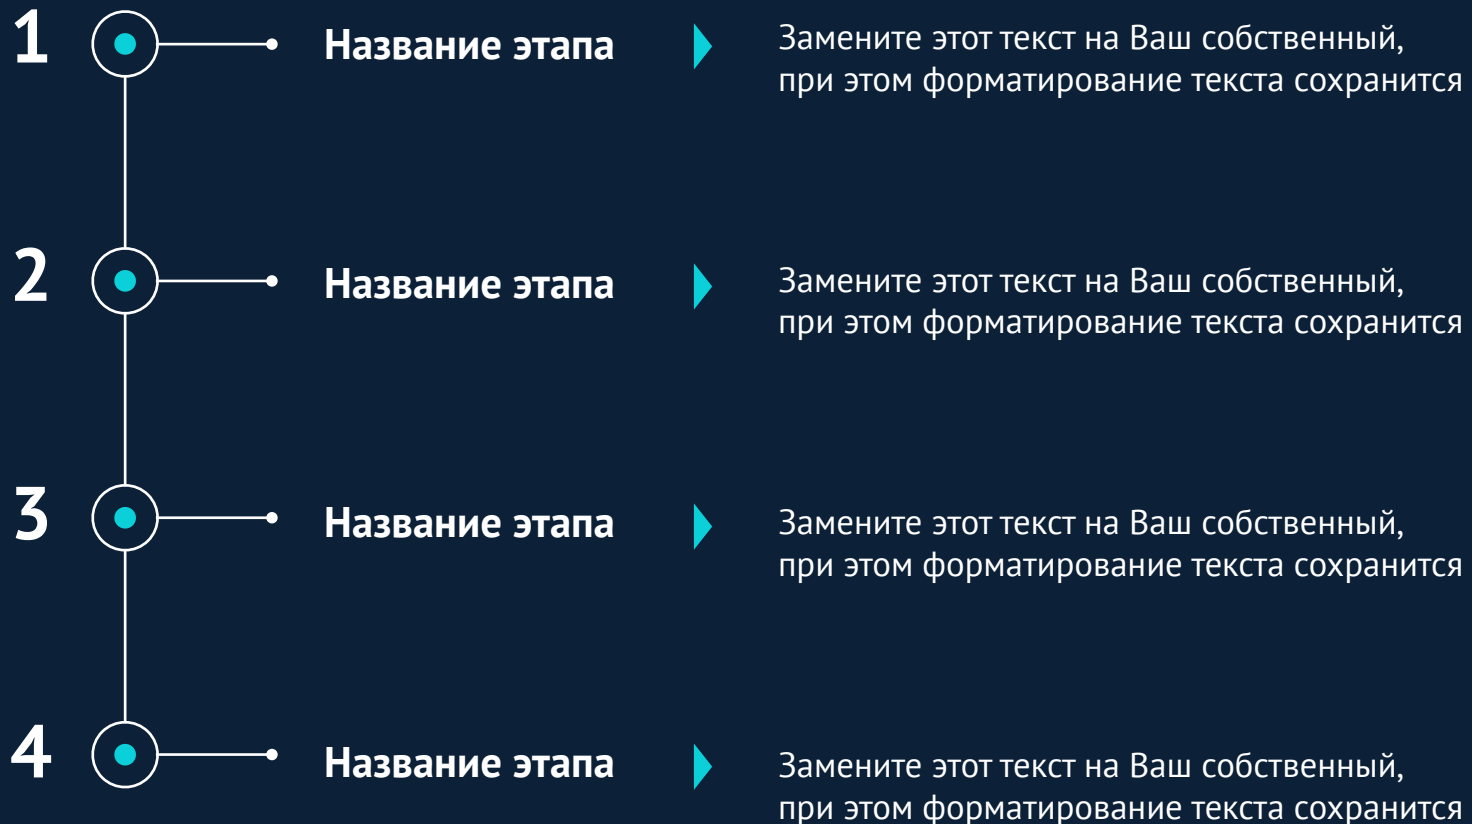 1
Название этапа
Замените этот текст на Ваш собственный,
при этом форматирование текста сохранится
2
Название этапа
Замените этот текст на Ваш собственный,
при этом форматирование текста сохранится
3
Название этапа
Замените этот текст на Ваш собственный,
при этом форматирование текста сохранится
4
Название этапа
Замените этот текст на Ваш собственный,
при этом форматирование текста сохранится